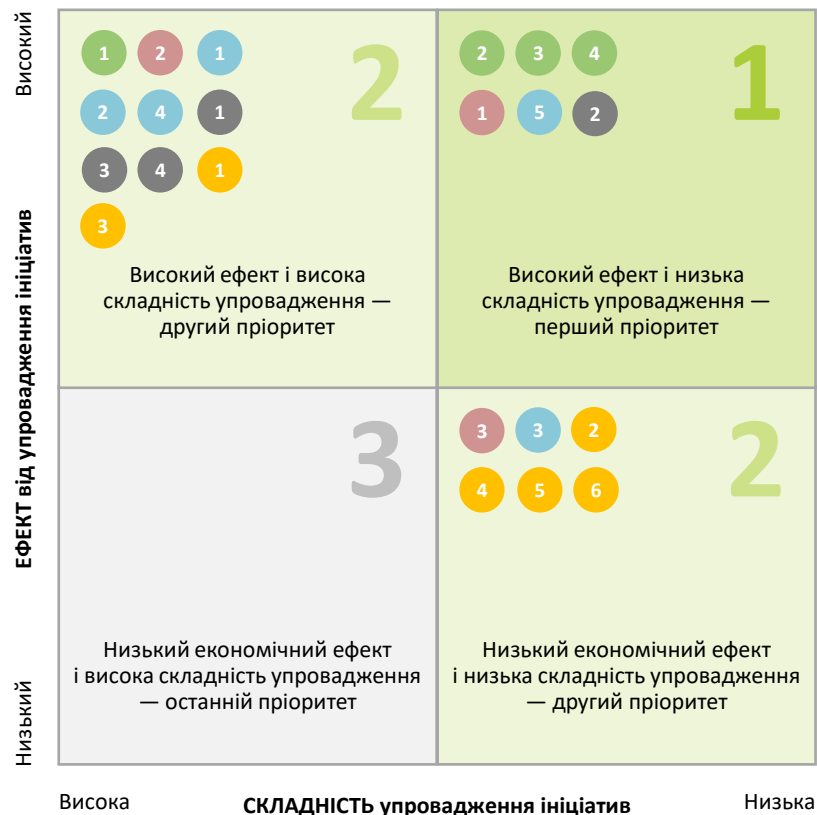 Високий
ЕФЕКТ від упровадження ініціатив
Низький
1 2 1
2 4 1
3 4 1
3
2
Високий ефект і висока
складність упровадження —
другий пріоритет
2 3 4
1 5 2
1
Високий ефект і низька
складність упровадження —
перший пріоритет
3
Низький економічний ефект
і висока складність упровадження
— останній пріоритет
3 3 2
4 5 6
2
Низький економічний ефект
і низька складність упровадження
— другий пріоритет
Висока
СКЛАДНІСТЬ упровадження ініціатив
Низька